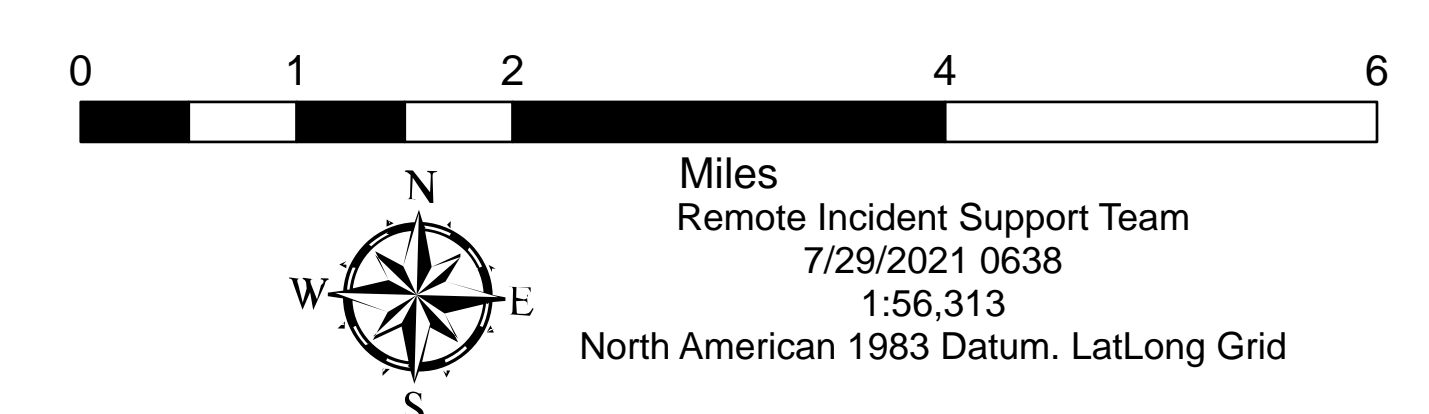 0 1 2 4 6
Miles
N
Remote Incident Support Team
7/29/2021 0638
W E
1:56,313
North American 1983 Datum. LatLong Grid
S